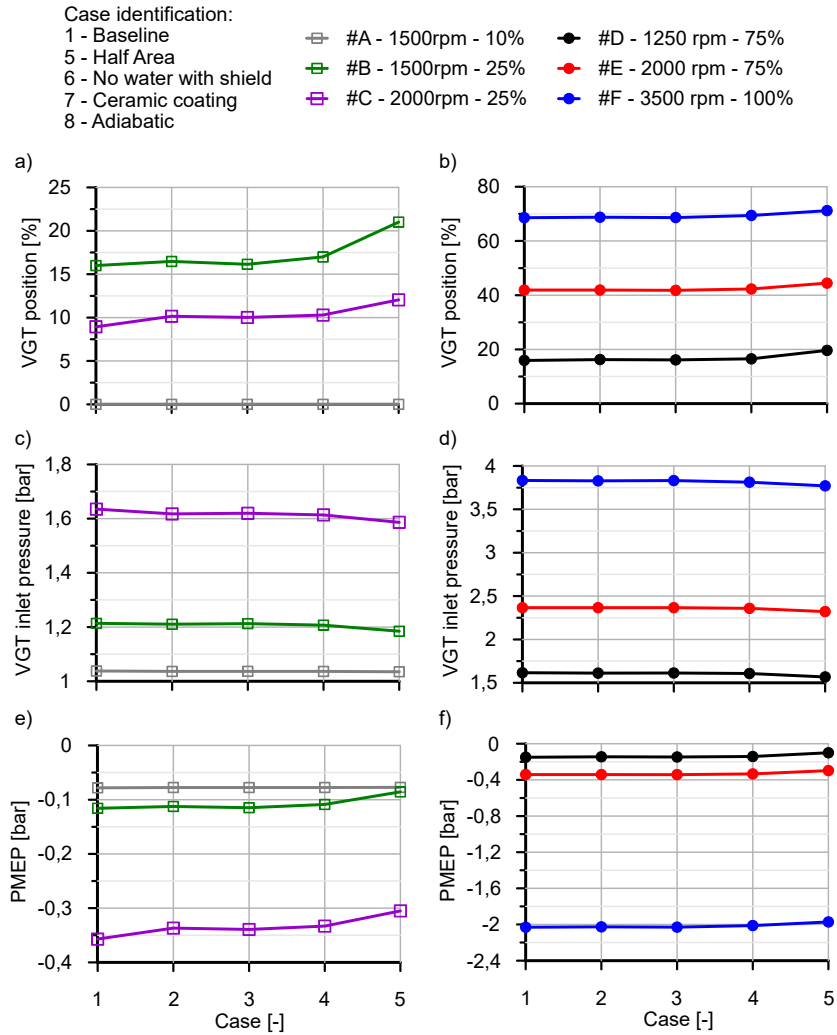 Case identification:
1 - Baseline
5 - Half Area
6 - No water with shield
7 - Ceramic coating
8 - Adiabatic
#A - 1500rpm - 10%
#B - 1500rpm - 25%
#C - 2000rpm - 25%
#D - 1250 rpm - 75%
#E - 2000 rpm - 75%
#F - 3500 rpm - 100%
a)
VGT position [%]
25
20
15
10
5
0
b)
VGT position [%]
80
60
40
20
0
c)
VGT inlet pressure [bar]
1,8
1,6
1,4
1,2
1
d)
VGT inlet pressure [bar]
4
3,5
3
2,5
2
1,5
e)
PMEP [bar]
0
-0,1
-0,2
-0,3
-0,4
1 2 3 4 5
Case [-]
f)
PMEP [bar]
0
-0,4
-0,8
-1,2
-1,6
-2
-2,4
1 2 3 4 5
Case [-]